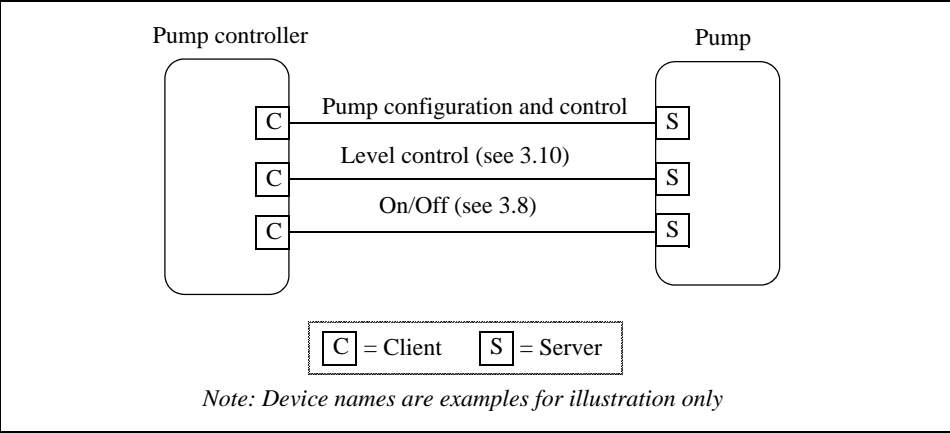 Pump controller
Pump
C
Pump configuration and control
S
C
Level control (see 3.10)
S
C
On/Off (see 3.8)
S
C = Client
S = Server
Note: Device names are examples for illustration only